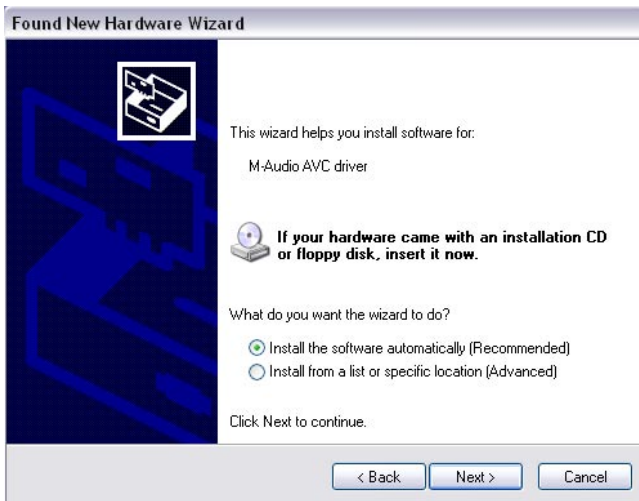 Found New Hardware Wizard
This wizard helps you install software for:
M-Audio AVC driver
If your hardware came with an installation CD
or floppy disk, insert it now.
What do you want the wizard to do?
Install the software automatically (Recommended)
Install from a list or specific location (Advanced)
Click Next to continue.
< Back Next > Cancel